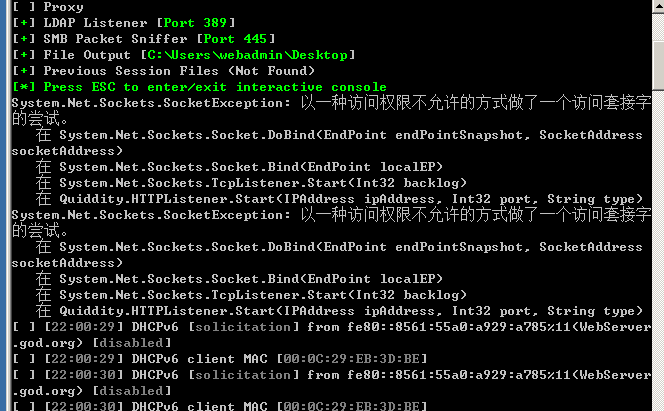 [ ] Proxy
[+] LDAP Listener [Port 389]
[+] SMB Packet Sniffer [Port 445]
[+] File Output [C:\Users\webadmin\Desktop]
[+] Previous Session Files (Not Found)
[*] Press ESC to enter/exit interactive console
System.Net.Sockets.SocketException: 以一种访问权限不允许的方式做了一个访问套接字
的尝试。
   在 System.Net.Sockets.Socket.DoBind(EndPoint endPointSnapshot, SocketAddress
socketAddress)
   在 System.Net.Sockets.Socket.Bind(EndPoint localEP)
   在 System.Net.Sockets.TcpListener.Start(Int32 backlog)
   在 Quiddity.HTTPListener.Start(IPAddress ipAddress, Int32 port, String type)
System.Net.Sockets.SocketException: 以一种访问权限不允许的方式做了一个访问套接字
的尝试。
   在 System.Net.Sockets.Socket.DoBind(EndPoint endPointSnapshot, SocketAddress
socketAddress)
   在 System.Net.Sockets.Socket.Bind(EndPoint localEP)
   在 System.Net.Sockets.TcpListener.Start(Int32 backlog)
   在 Quiddity.HTTPListener.Start(IPAddress ipAddress, Int32 port, String type)
[ ] [22:00:29] DHCPv6 [solicitation] from fe80::8561:55a0:a929:a785%11(WebServer
.god.org) [disabled]
[ ] [22:00:29] DHCPv6 client MAC [00:0C:29:EB:3D:BE]
[ ] [22:00:30] DHCPv6 [solicitation] from fe80::8561:55a0:a929:a785%11(WebServer
.god.org) [disabled]
[ ] [22:00:30] DHCPv6 client MAC [00:0C:29:EB:3D:BE]